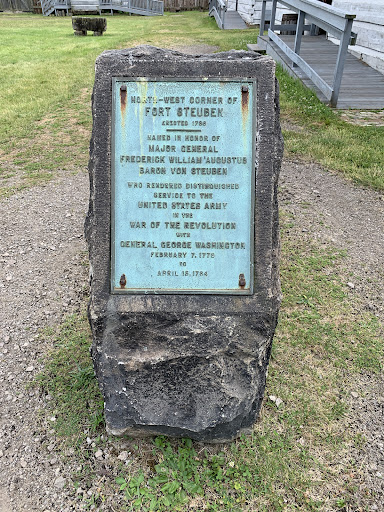 NORTH-WEST CORNER OF
FORT STEUBEN
ERECTED 1786
NAMED IN HONOR OF
MAJOR GENERAL
FREDERICK WILLIAM AUGUSTUS
BARON VON STEUBEN
WHO RENDERED DISTINGUISHED
SERVICE TO THE
UNITED STATES ARMY
IN THE
WAR OF THE REVOLUTION
WITH
GENERAL GEORGE WASHINGTON
FEBRUARY 7, 1778
TO
APRIL 15, 1784